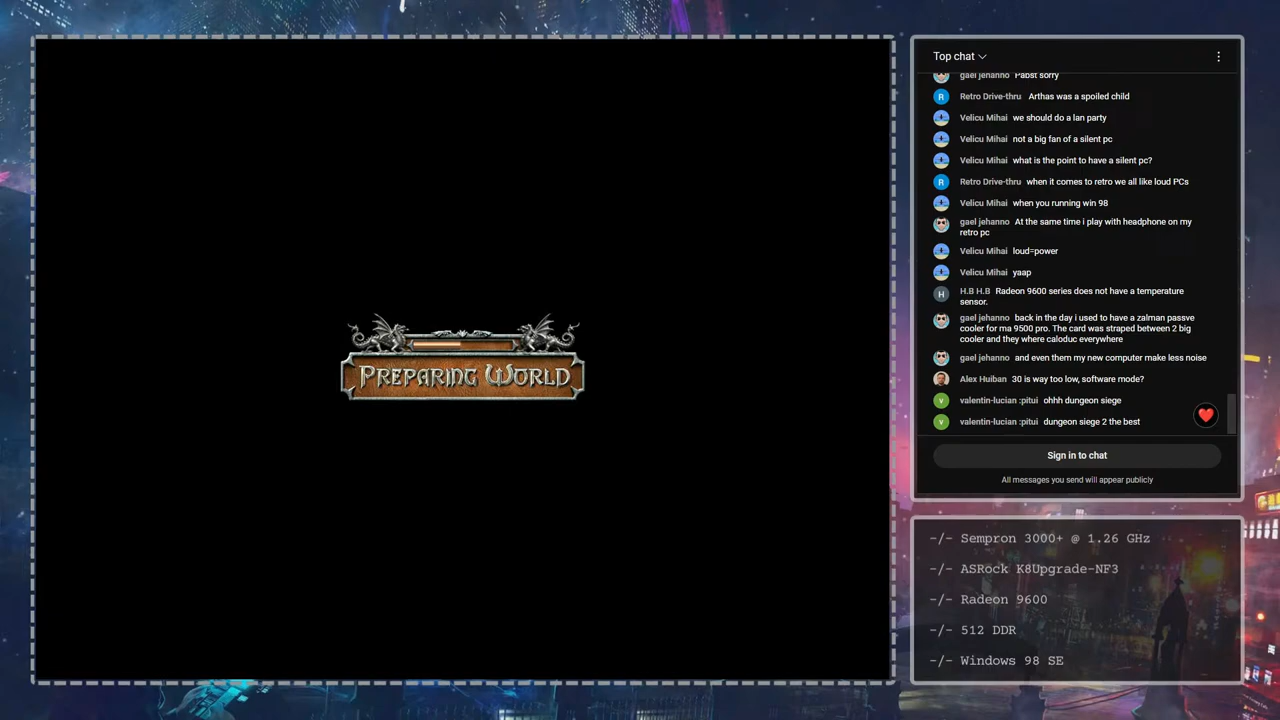 Preparing World
Top chat
gael jehanno Pabst sorry
R Retro Drive-thru Arthas was a spoiled child
Velicu Mihai we should do a lan party
Velicu Mihai not a big fan of a silent pc
Velicu Mihai what is the point to have a silent pc?
R Retro Drive-thru when it comes to retro we all like loud PCs
Velicu Mihai when you running win 98
gael jehanno At the same time i play with headphone on my
retro pc
Velicu Mihai loud=power
Velicu Mihai yaap
H H.B H.B Radeon 9600 series does not have a temperature
sensor.
gael jehanno back in the day i used to have a zalman passve
cooler for ma 9500 pro. The card was straped between 2 big
cooler and they where caloduc everywhere
gael jehanno and even them my new computer make less noise
Alex Huiban 30 is way too low, software mode?
v valentin-lucian :pitui ohhh dungeon siege
v valentin-lucian :pitui dungeon siege 2 the best
Sign in to chat
All messages you send will appear publicly
-/- Sempron 3000+ @ 1.26 GHz
-/- ASRock K8Upgrade-NF3
-/- Radeon 9600
-/- 512 DDR
-/- Windows 98 SE